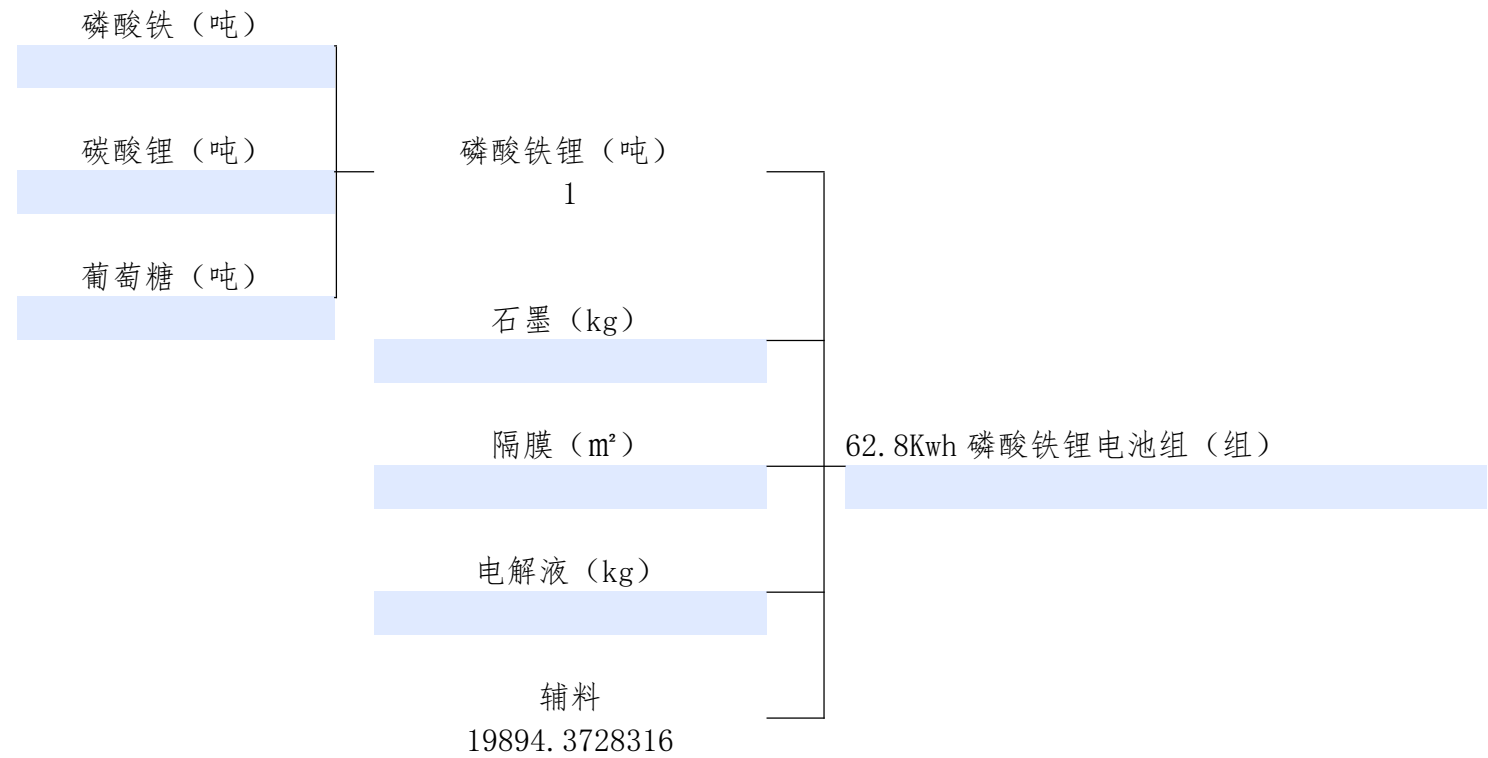 磷酸铁（吨）
碳酸锂（吨）
葡萄糖（吨）
磷酸铁锂（吨）
1
石墨（kg）
隔膜（㎡）
电解液（kg）
辅料
19894.3728316
62.8Kwh 磷酸铁锂电池组（组）